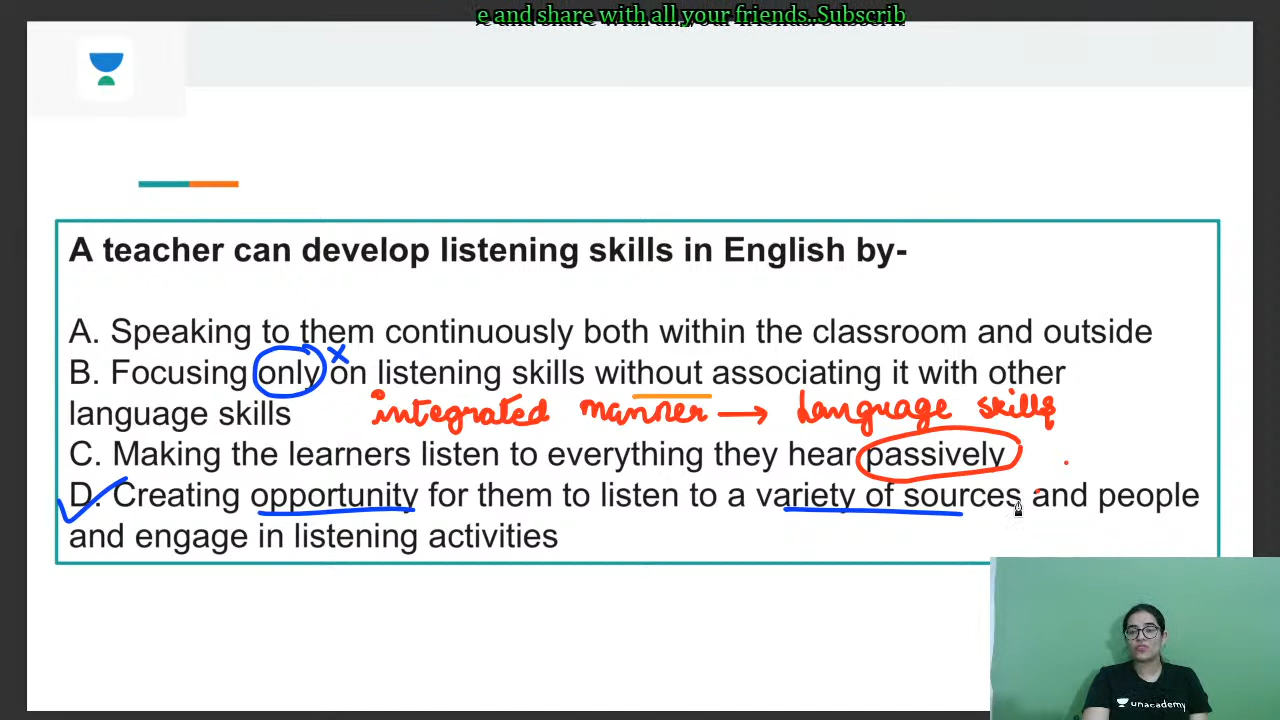 e and share with all your friends..Subscrib
A teacher can develop listening skills in English by-
A. Speaking to them continuously both within the classroom and outside
B. Focusing only on listening skills without associating it with other
language skills
integrated manner → Language skills
C. Making the learners listen to everything they hear passively
D. Creating opportunity for them to listen to a variety of sources and people
and engage in listening activities
unacademy